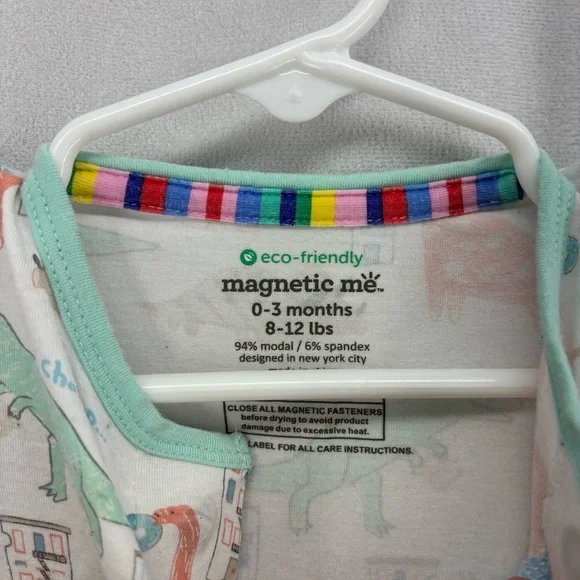 eco-friendly
magnetic me™
0-3 months
8-12 lbs
94% modal / 6% spandex
designed in new york city
CLOSE ALL MAGNETIC FASTENERS
before drying to avoid product
damage due to excessive heat.
LABEL FOR ALL CARE INSTRUCTIONS.